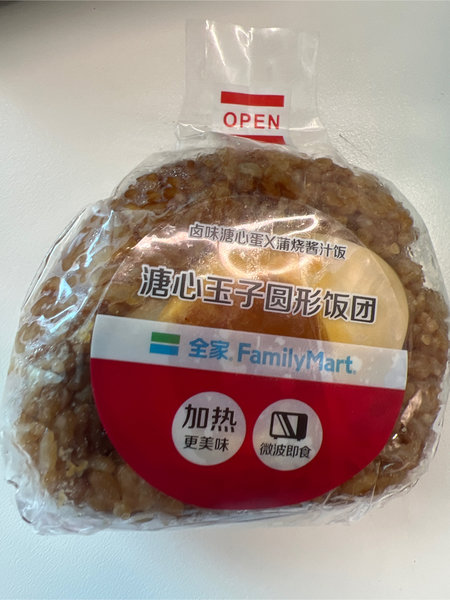 OPEN
卤味溏心蛋X蒲烧酱汁饭
溏心玉子圆形饭团
全家® FamilyMart®
加热
更美味
微波即食